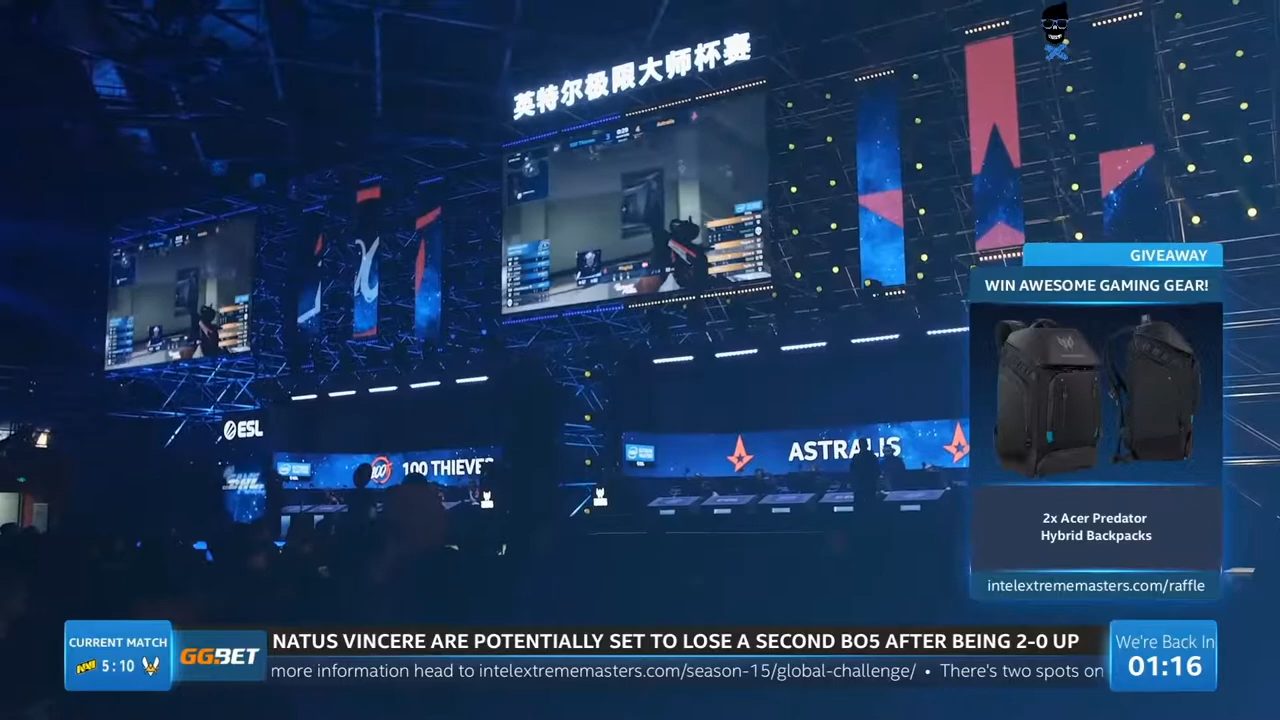 英特尔极限大师杯赛
ESL
100 THIEVES
ASTRALIS
GIVEAWAY
WIN AWESOME GAMING GEAR!
2x Acer Predator
Hybrid Backpacks
intelextrememasters.com/raffle
CURRENT MATCH
5 : 10
GG.BET
NATUS VINCERE ARE POTENTIALLY SET TO LOSE A SECOND BO5 AFTER BEING 2-0 UP
more information head to intelextrememasters.com/season-15/global-challenge/ • There's two spots on
We're Back In
01:16